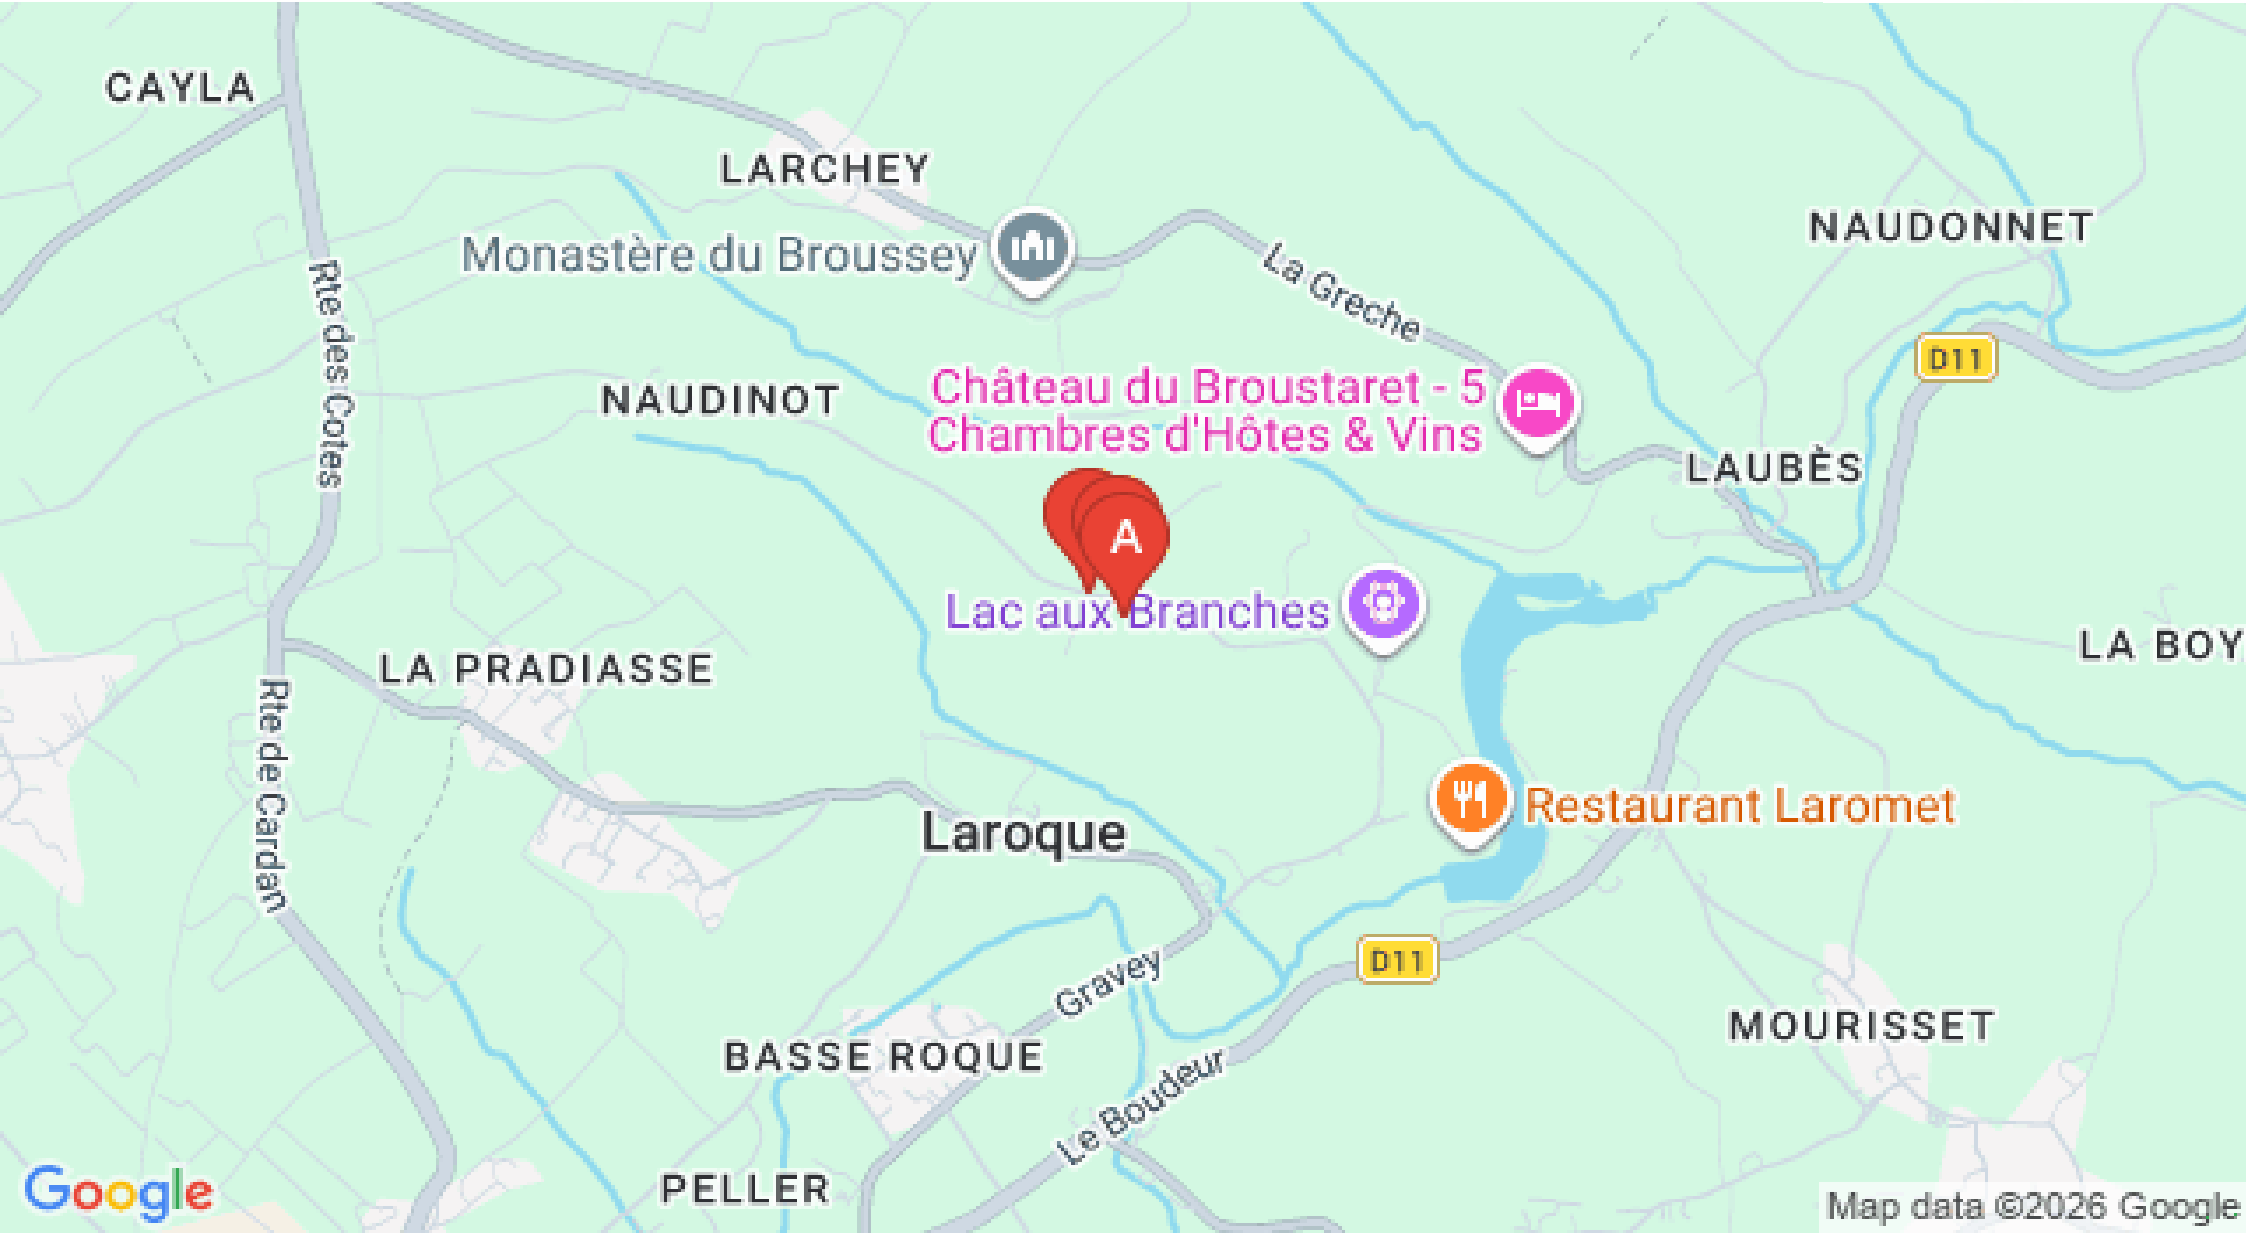 CAYLA
LARCHEY
NAUDONNET
Monastère du Broussey
La Greche
Rte des Cotes
D11
NAUDINOT
Château du Broustaret - 5
Chambres d'Hôtes & Vins
LAUBÈS
A
Lac aux Branches
LA BOY
LA PRADIASSE
Rte de Cardan
Restaurant Laromet
Laroque
D11
Gravey
MOURISSET
BASSE ROQUE
Le Boudeur
PELLER
Google
Map data ©2026 Google